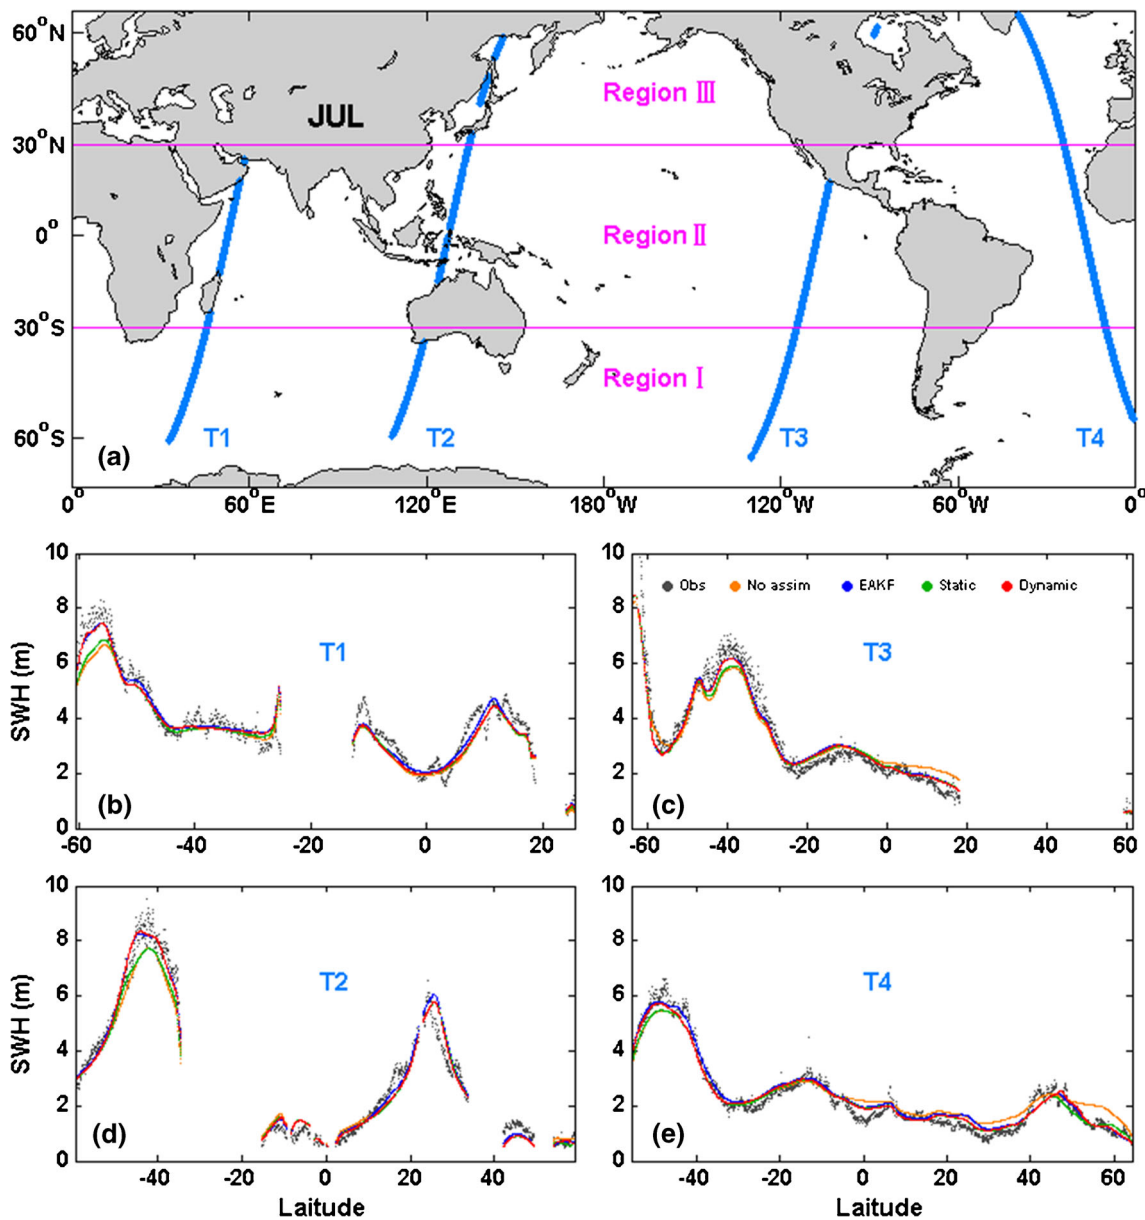 60°N
JUL
Region Ⅲ
30°N
0°
Region Ⅱ
30°S
Region Ⅰ
60°S
T1
T2
T3
T4
(a)
0°
60°E
120°E
180°W
120°W
60°W
0°
10
8
6
4
2
0
SWH (m)
T1
(b)
-60
-40
-20
0
20
10
8
6
4
2
0
Obs
No assim
EAKF
Static
Dynamic
T3
(c)
-60
-40
-20
0
20
40
60
10
8
6
4
2
0
SWH (m)
T2
(d)
-40
-20
0
20
40
Laitude
10
8
6
4
2
0
T4
(e)
-40
-20
0
20
40
60
Laitude